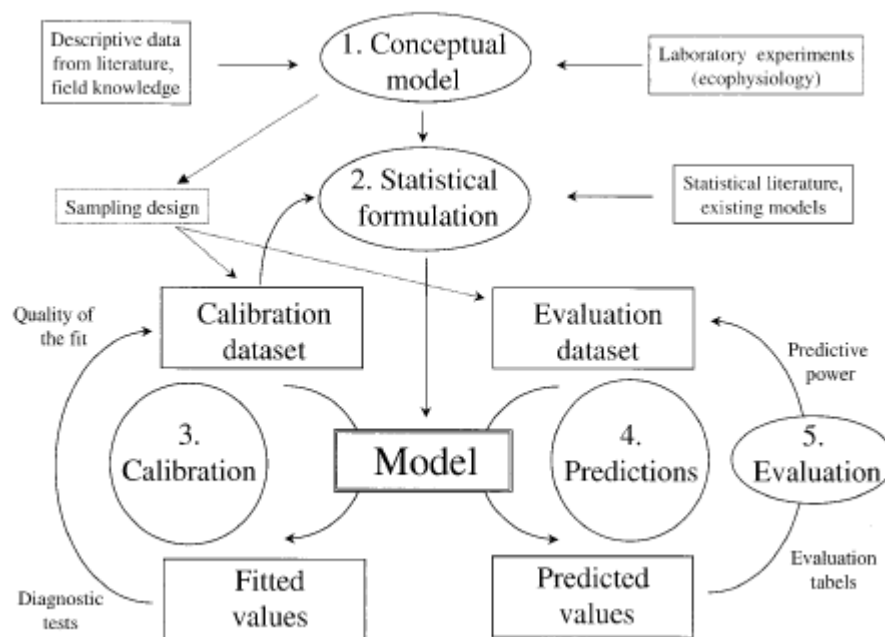 Descriptive data
from literature,
field knowledge
1. Conceptual
model
Laboratory experiments
(ecophysiology)
Sampling design
2. Statistical
formulation
Statistical literature,
existing models
Quality of
the fit
Calibration
dataset
Evaluation
dataset
Predictive
power
3.
Calibration
Model
4.
Predictions
5.
Evaluation
Diagnostic
tests
Fitted
values
Predicted
values
Evaluation
tabels